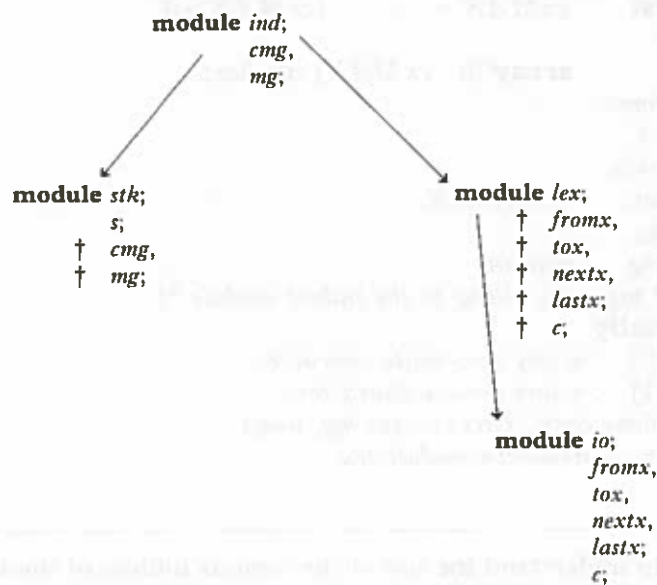 module ind;
cmg,
mg;
module stk;
s;
† cmg,
† mg;
module lex;
† fromx,
† tox,
† nextx,
† lastx;
† c;
module io;
fromx,
tox,
nextx,
lastx;
c;